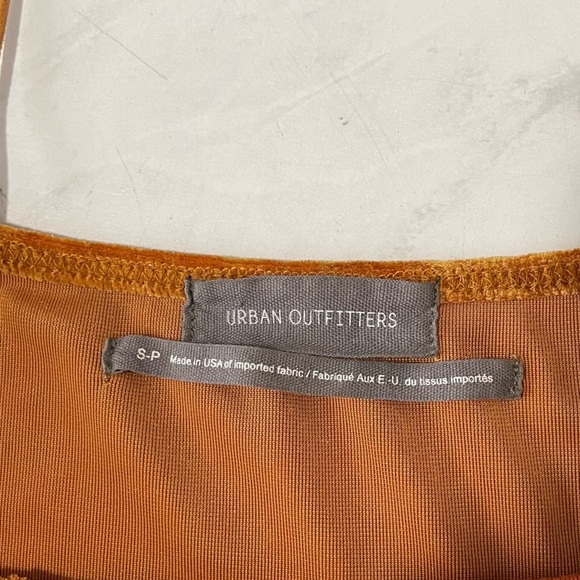 URBAN OUTFITTERS
S-P Made in USA of imported fabric / Fabriqué Aux E.-U. du tissus importés